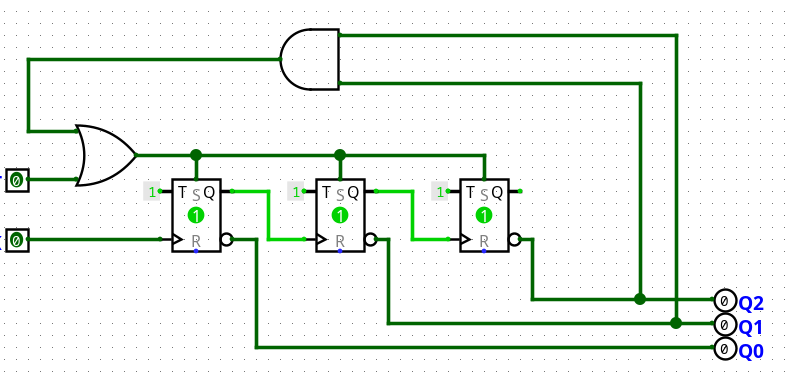 0
1 T S Q 1 T S Q 1 T S Q
1 1 1
0 R R R
0 Q2
0 Q1
0 Q0